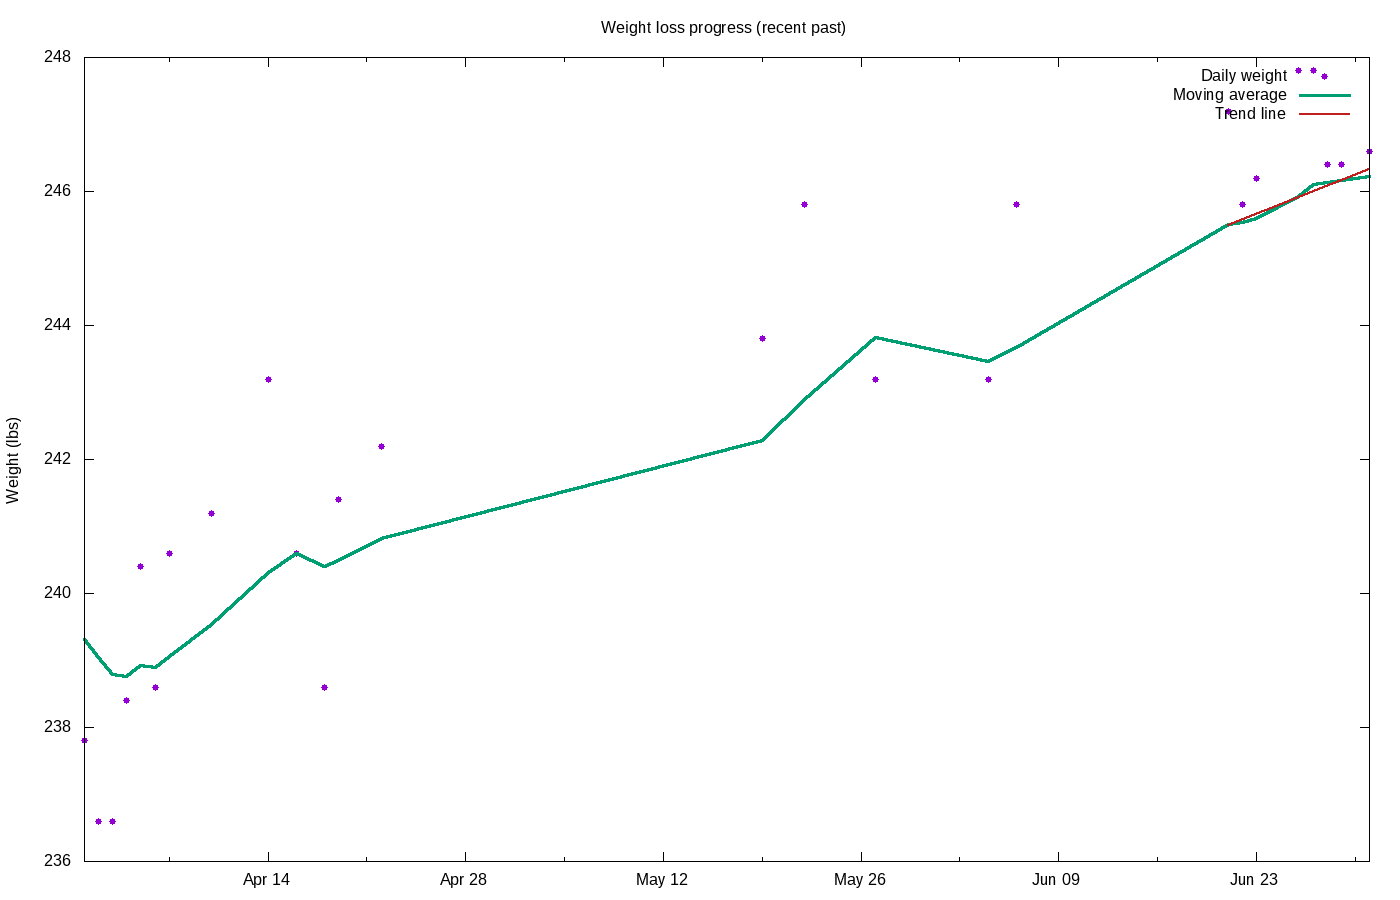 Weight loss progress (recent past)
248
246
244
242
240
238
236
Weight (lbs)
Daily weight
Moving average
Trend line
Apr 14
Apr 28
May 12
May 26
Jun 09
Jun 23